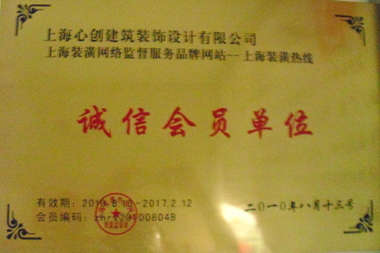 上海心创建筑装饰设计有限公司
上海装潢网络监督服务品牌网站--上海装潢热线
诚信会员单位
有效期：2010.8.13-2017.2.12
会员编码：
二〇一〇年八月十三号